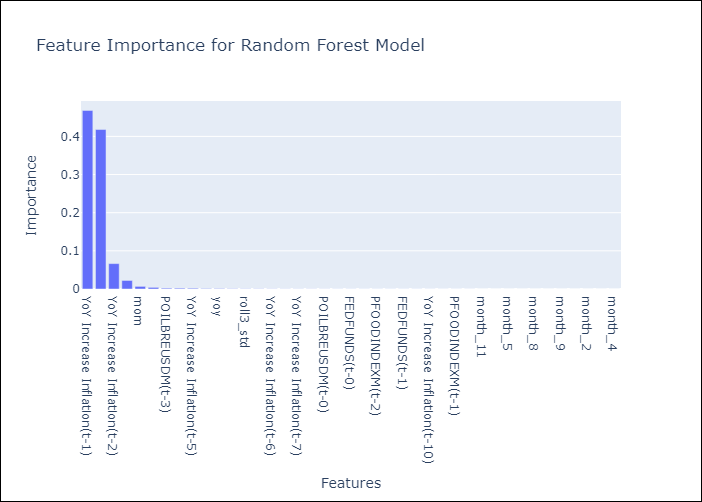 Feature Importance for Random Forest Model
Importance
0.4
0.3
0.2
0.1
0
YoY Increase Inflation(t-1)
YoY Increase Inflation(t-2)
mom
POILBREUSDM(t-3)
YoY Increase Inflation(t-5)
yoy
roll3_std
YoY Increase Inflation(t-6)
YoY Increase Inflation(t-7)
POILBREUSDM(t-0)
FEDFUNDS(t-0)
PFOODINDEXM(t-2)
FEDFUNDS(t-1)
YoY Increase Inflation(t-10)
PFOODINDEXM(t-1)
month_11
month_5
month_8
month_9
month_2
month_4
Features